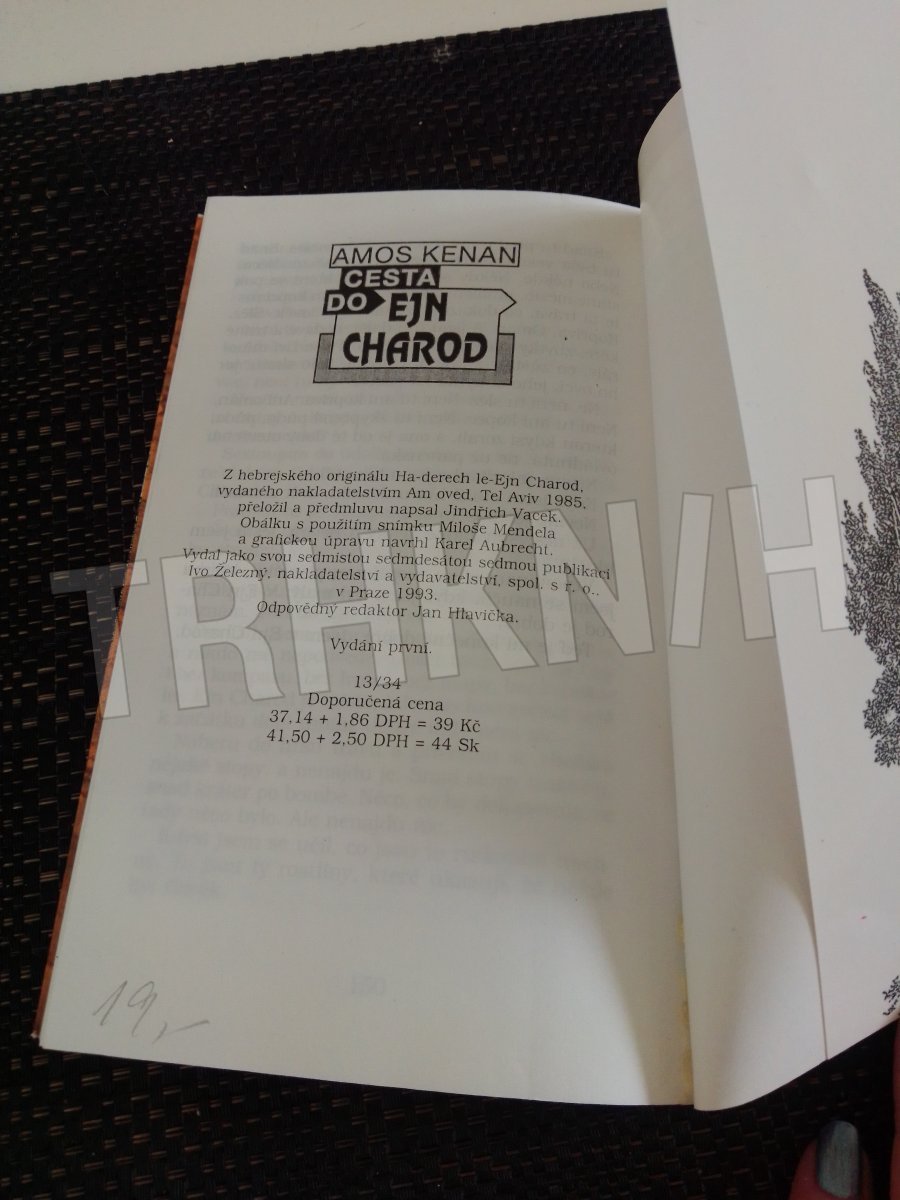 AMOS KENAN
CESTA
DO EJN
CHAROD
Z hebrejského originálu Ha-derech le-Ejn Charod,
vydaného nakladatelstvím Am oved, Tel Aviv 1985,
přeložil a předmluvu napsal Jindřich Vacek.
Obálku s použitím snímku Miloše Mendela
a grafickou úpravu navrhl Karel Aubrecht.
Vydal jako svou sedmistou sedmdesátou sedmou publikaci
Ivo Železný, nakladatelství a vydavatelství, spol. s r. o.,
v Praze 1993.
Odpovědný redaktor Jan Hlavička.
Vydání první.
13/34
Doporučená cena
37,14 + 1,86 DPH = 39 Kč
41,50 + 2,50 DPH = 44 Sk
19,-
TRHKNIH